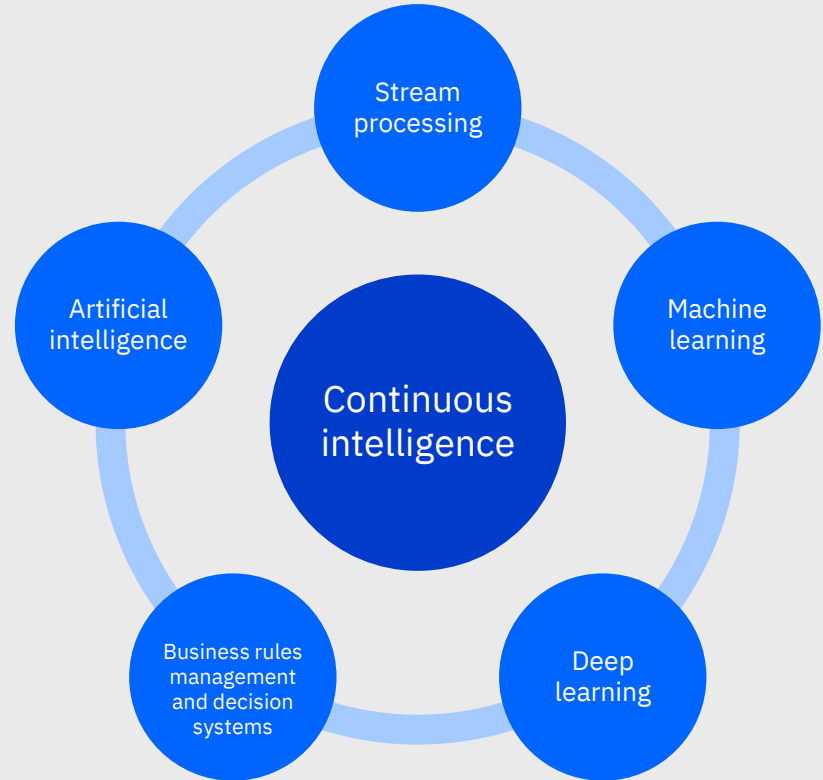 Stream
processing
Artificial
intelligence
Machine
learning
Continuous
intelligence
Business rules
management
and decision
systems
Deep
learning